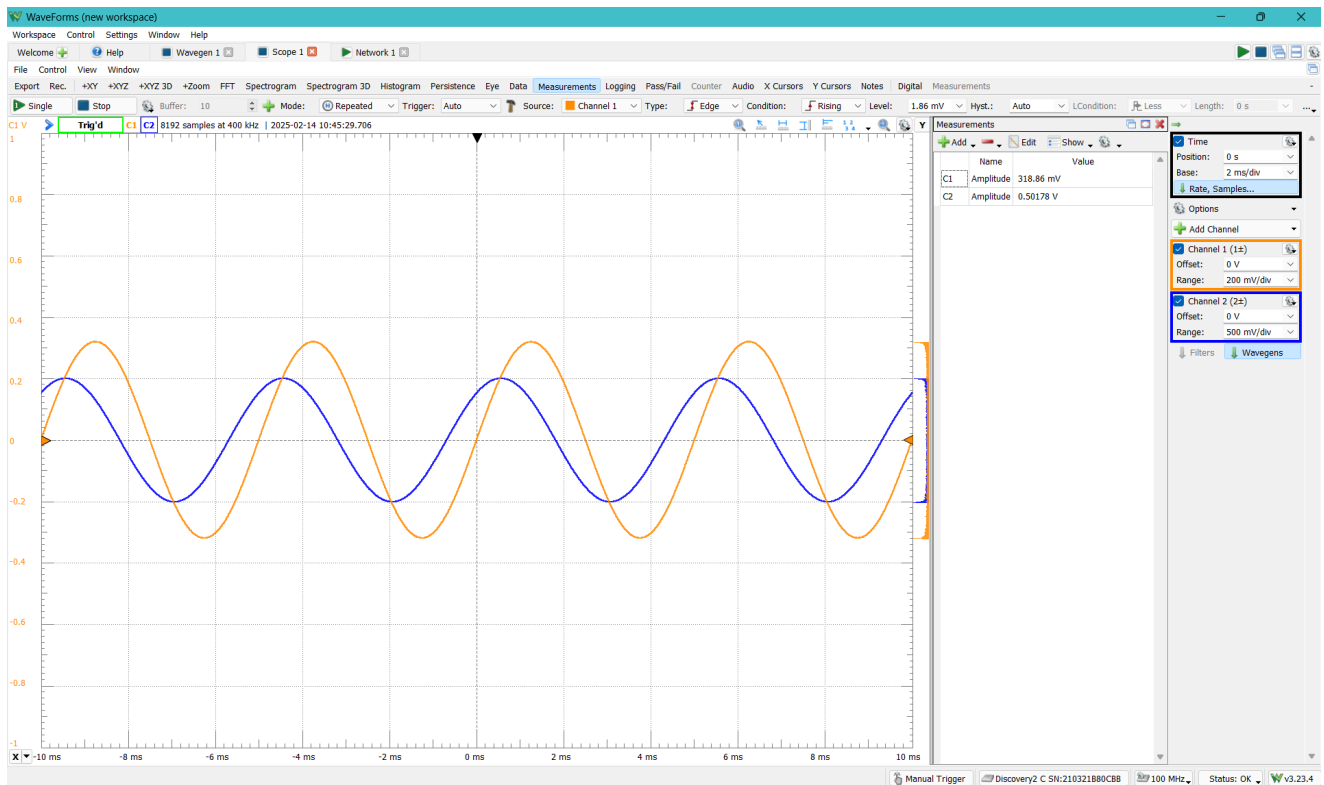 WaveForms (new workspace)
Workspace Control Settings Window Help
Welcome Help Wavegen 1 Scope 1 Network 1
File Control View Window
Export Rec. +XY +XYZ +XYZ 3D +Zoom FFT Spectrogram Spectrogram 3D Histogram Persistence Eye Data Measurements Logging Pass/Fail Counter Audio X Cursors Y Cursors Notes Digital Measurements
Single Stop Buffer: 10 Mode: Repeated Trigger: Auto Source: Channel 1 Type: Edge Condition: Rising Level: 1.86 mV Hyst.: Auto LCondition: Less Length: 0 s ...
C1 V Trig'd C1 C2 8192 samples at 400 kHz | 2025-02-14 10:45:29.706 Y
1
0.8
0.6
0.4
0.2
0
-0.2
-0.4
-0.6
-0.8
-1
X -10 ms -8 ms -6 ms -4 ms -2 ms 0 ms 2 ms 4 ms 6 ms 8 ms 10 ms
Measurements
Add Edit Show
Name Value
C1 Amplitude 318.86 mV
C2 Amplitude 0.50178 V
Time
Position: 0 s
Base: 2 ms/div
Rate, Samples...
Options
Add Channel
Channel 1 (1±)
Offset: 0 V
Range: 200 mV/div
Channel 2 (2±)
Offset: 0 V
Range: 500 mV/div
Filters Wavegens
Manual Trigger Discovery2 C SN:210321B80CBB 100 MHz Status: OK v3.23.4